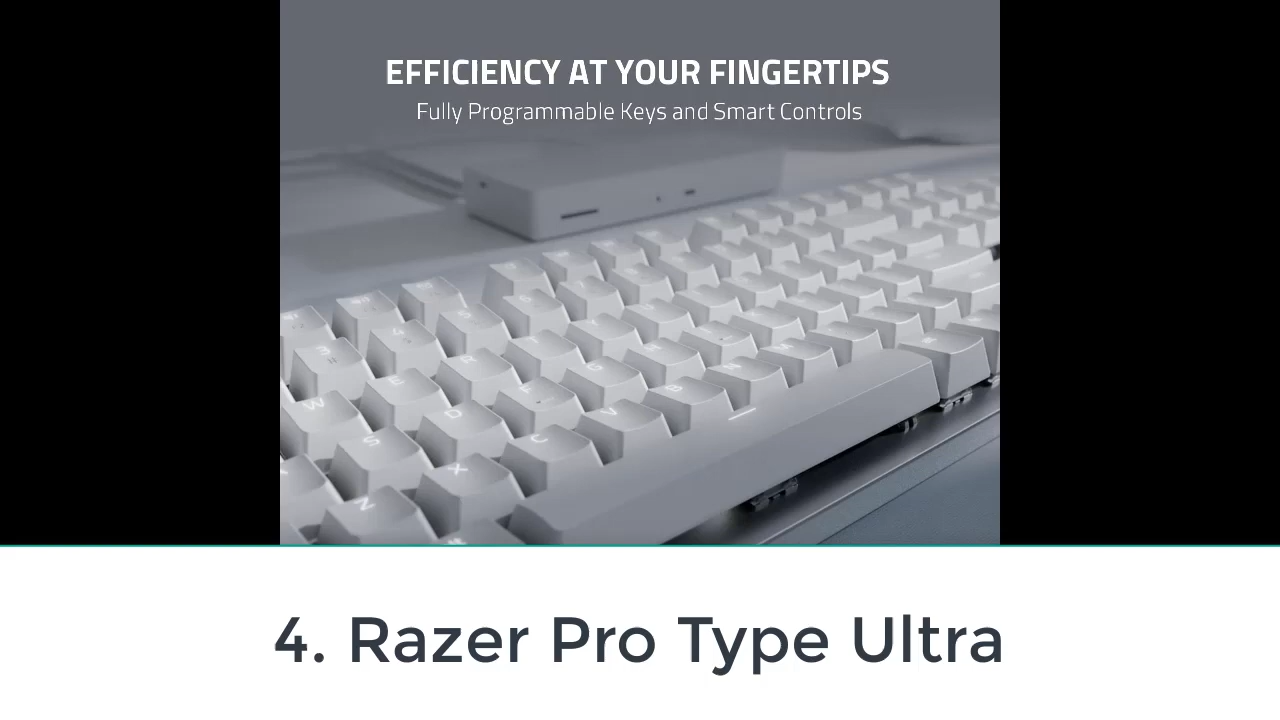 EFFICIENCY AT YOUR FINGERTIPS
Fully Programmable Keys and Smart Controls
W
E
R
S
D
F
G
Z
X
C
V
B
N
M
4. Razer Pro Type Ultra